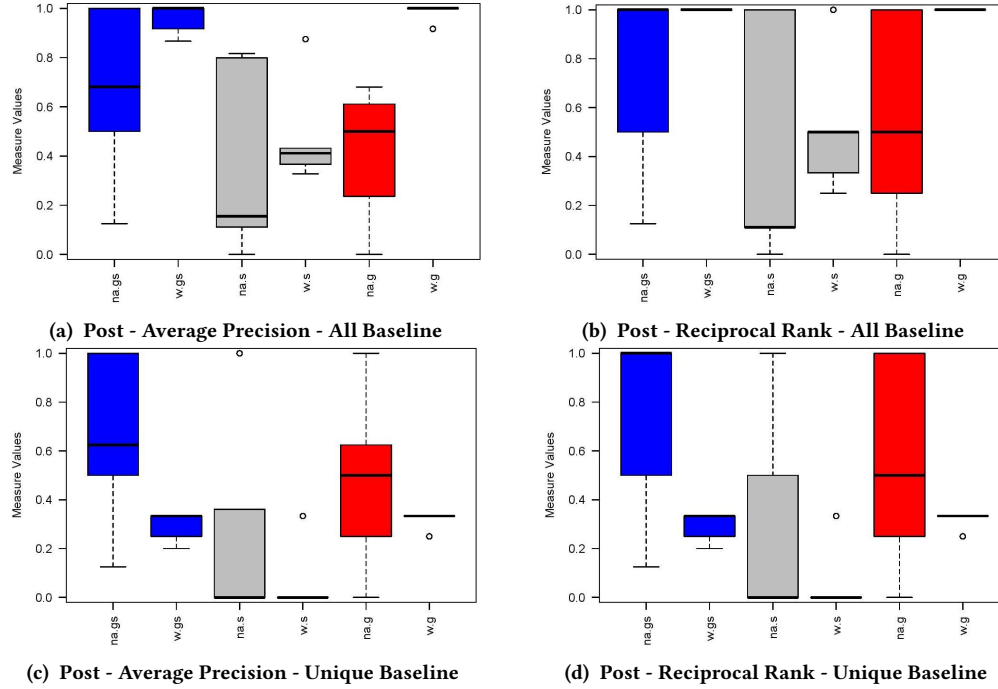 Measure Values
1.0
0.8
0.6
0.4
0.2
0.0
na.gs
w.gs
na.s
w.s
na.g
w.g
(a) Post - Average Precision - All Baseline
Measure Values
1.0
0.8
0.6
0.4
0.2
0.0
na.gs
w.gs
na.s
w.s
na.g
w.g
(b) Post - Reciprocal Rank - All Baseline
Measure Values
1.0
0.8
0.6
0.4
0.2
0.0
na.gs
w.gs
na.s
w.s
na.g
w.g
(c) Post - Average Precision - Unique Baseline
Measure Values
1.0
0.8
0.6
0.4
0.2
0.0
na.gs
w.gs
na.s
w.s
na.g
w.g
(d) Post - Reciprocal Rank - Unique Baseline